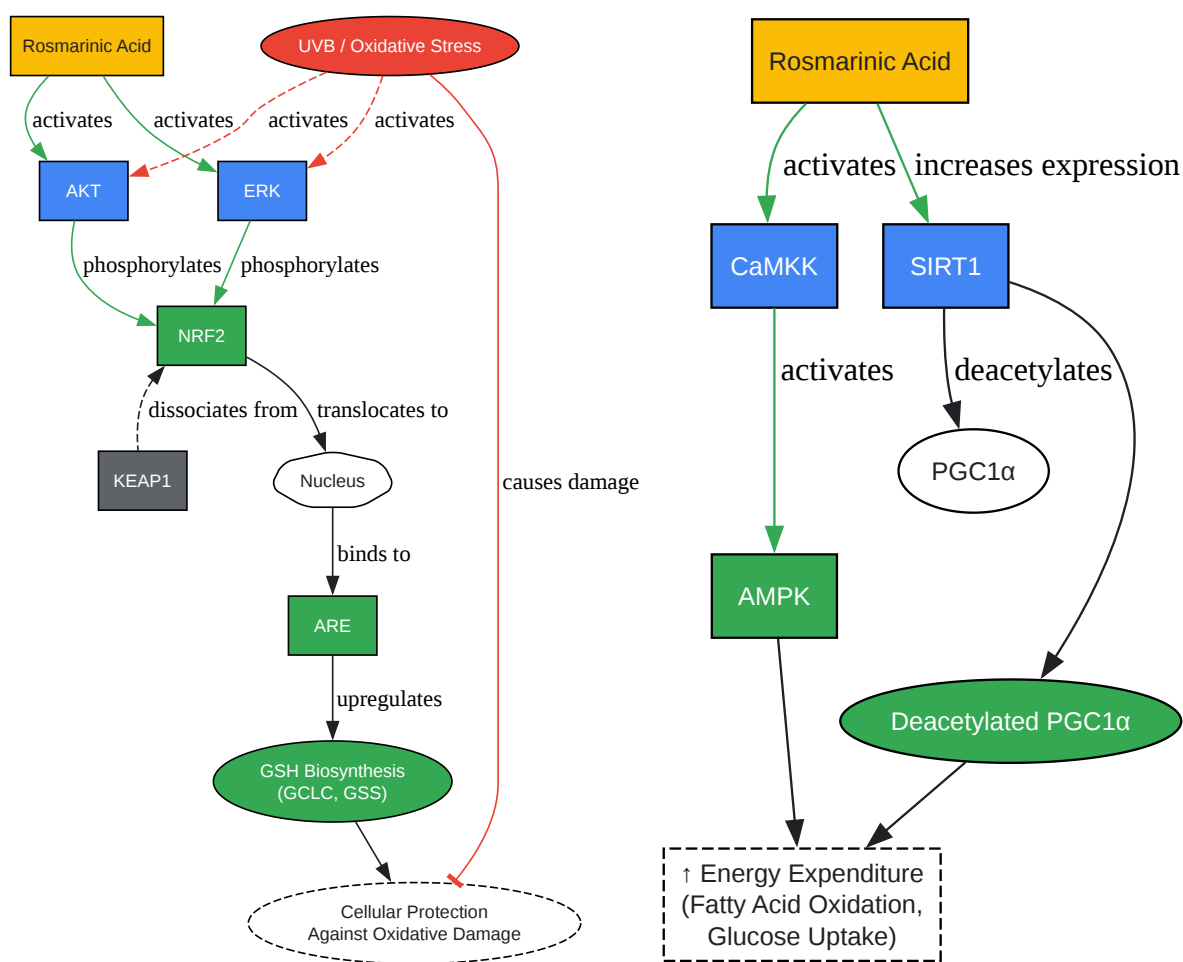 Rosmarinic Acid
UVB / Oxidative Stress
activates
activates
activates
activates
AKT
ERK
phosphorylates
phosphorylates
NRF2
dissociates from
translocates to
KEAP1
Nucleus
causes damage
binds to
ARE
upregulates
GSH Biosynthesis
(GCLC, GSS)
Cellular Protection
Against Oxidative Damage
Rosmarinic Acid
activates
increases expression
CaMKK
SIRT1
activates
deacetylates
PGC1α
AMPK
Deacetylated PGC1α
↑ Energy Expenditure
(Fatty Acid Oxidation,
Glucose Uptake)